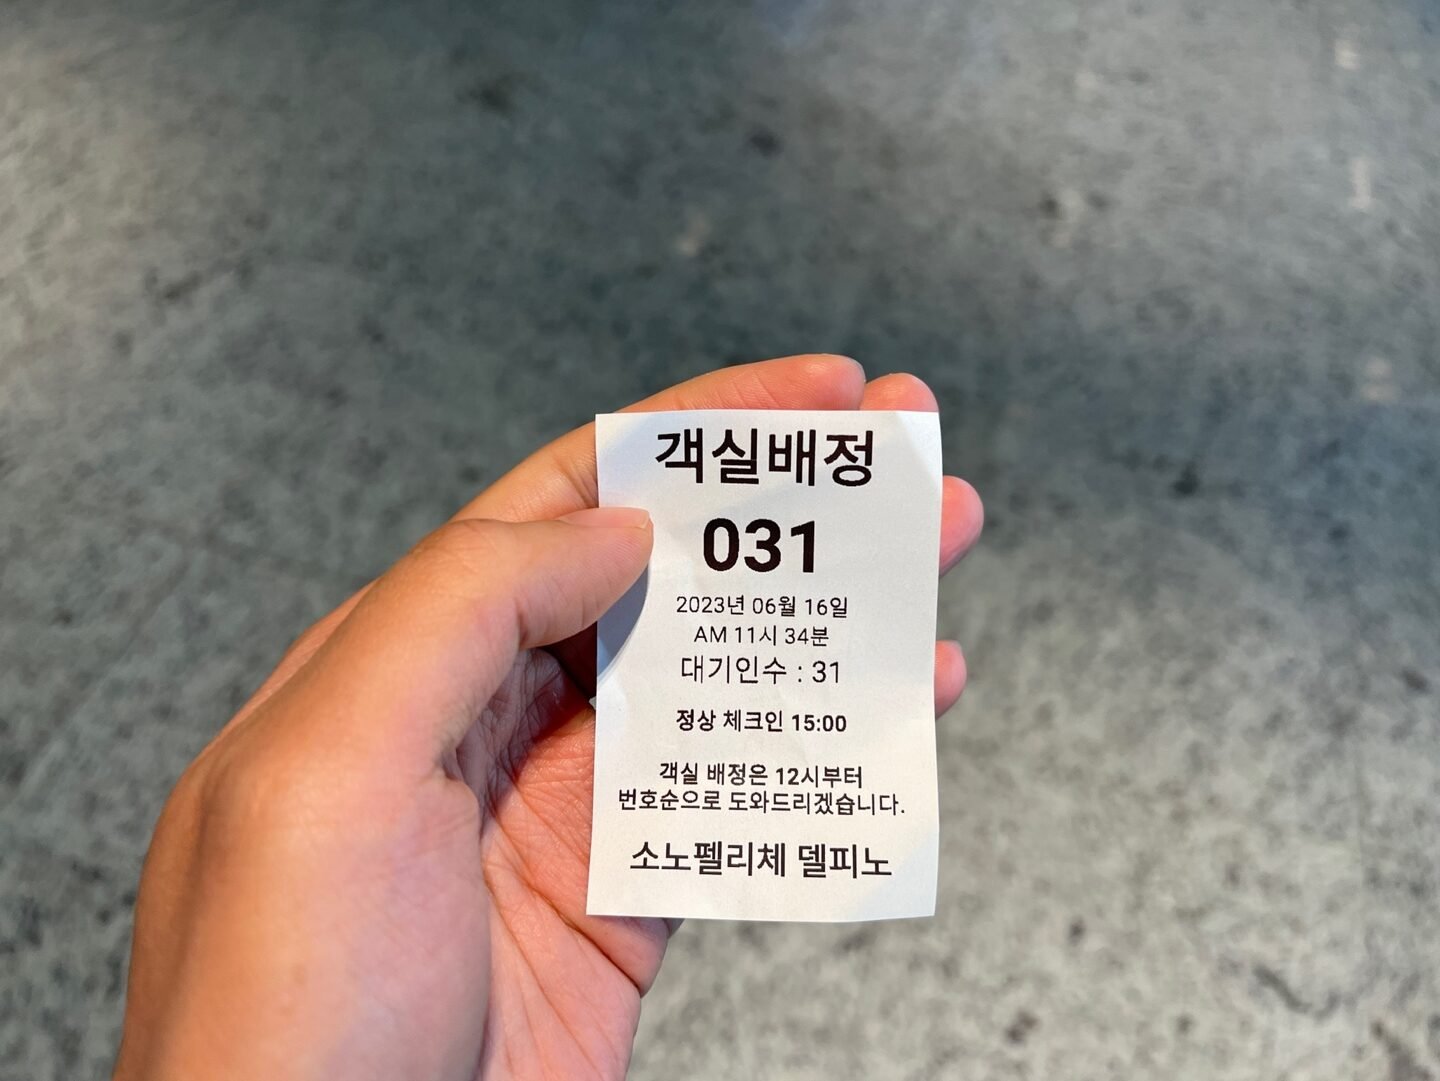 객실배정
031
2023년 06월 16일
AM 11시 34분
대기인수 : 31
정상 체크인 15:00
객실 배정은 12시부터
번호순으로 도와드리겠습니다.
소노펠리체 델피노